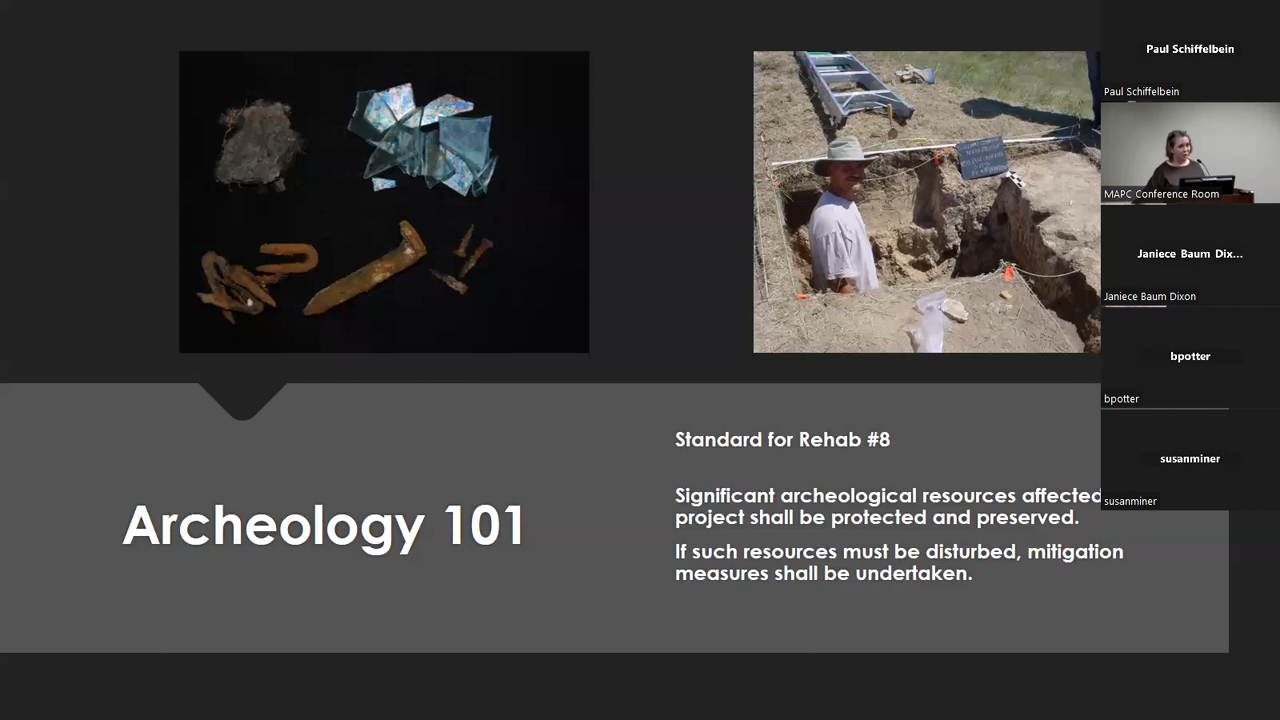 Archeology 101
Standard for Rehab #8
Significant archeological resources affected
project shall be protected and preserved.
If such resources must be disturbed, mitigation
measures shall be undertaken.
Paul Schiffelbein
Paul Schiffelbein
MAPC Conference Room
Janiece Baum Dix...
Janiece Baum Dixon
bpotter
bpotter
susanminer
susanminer